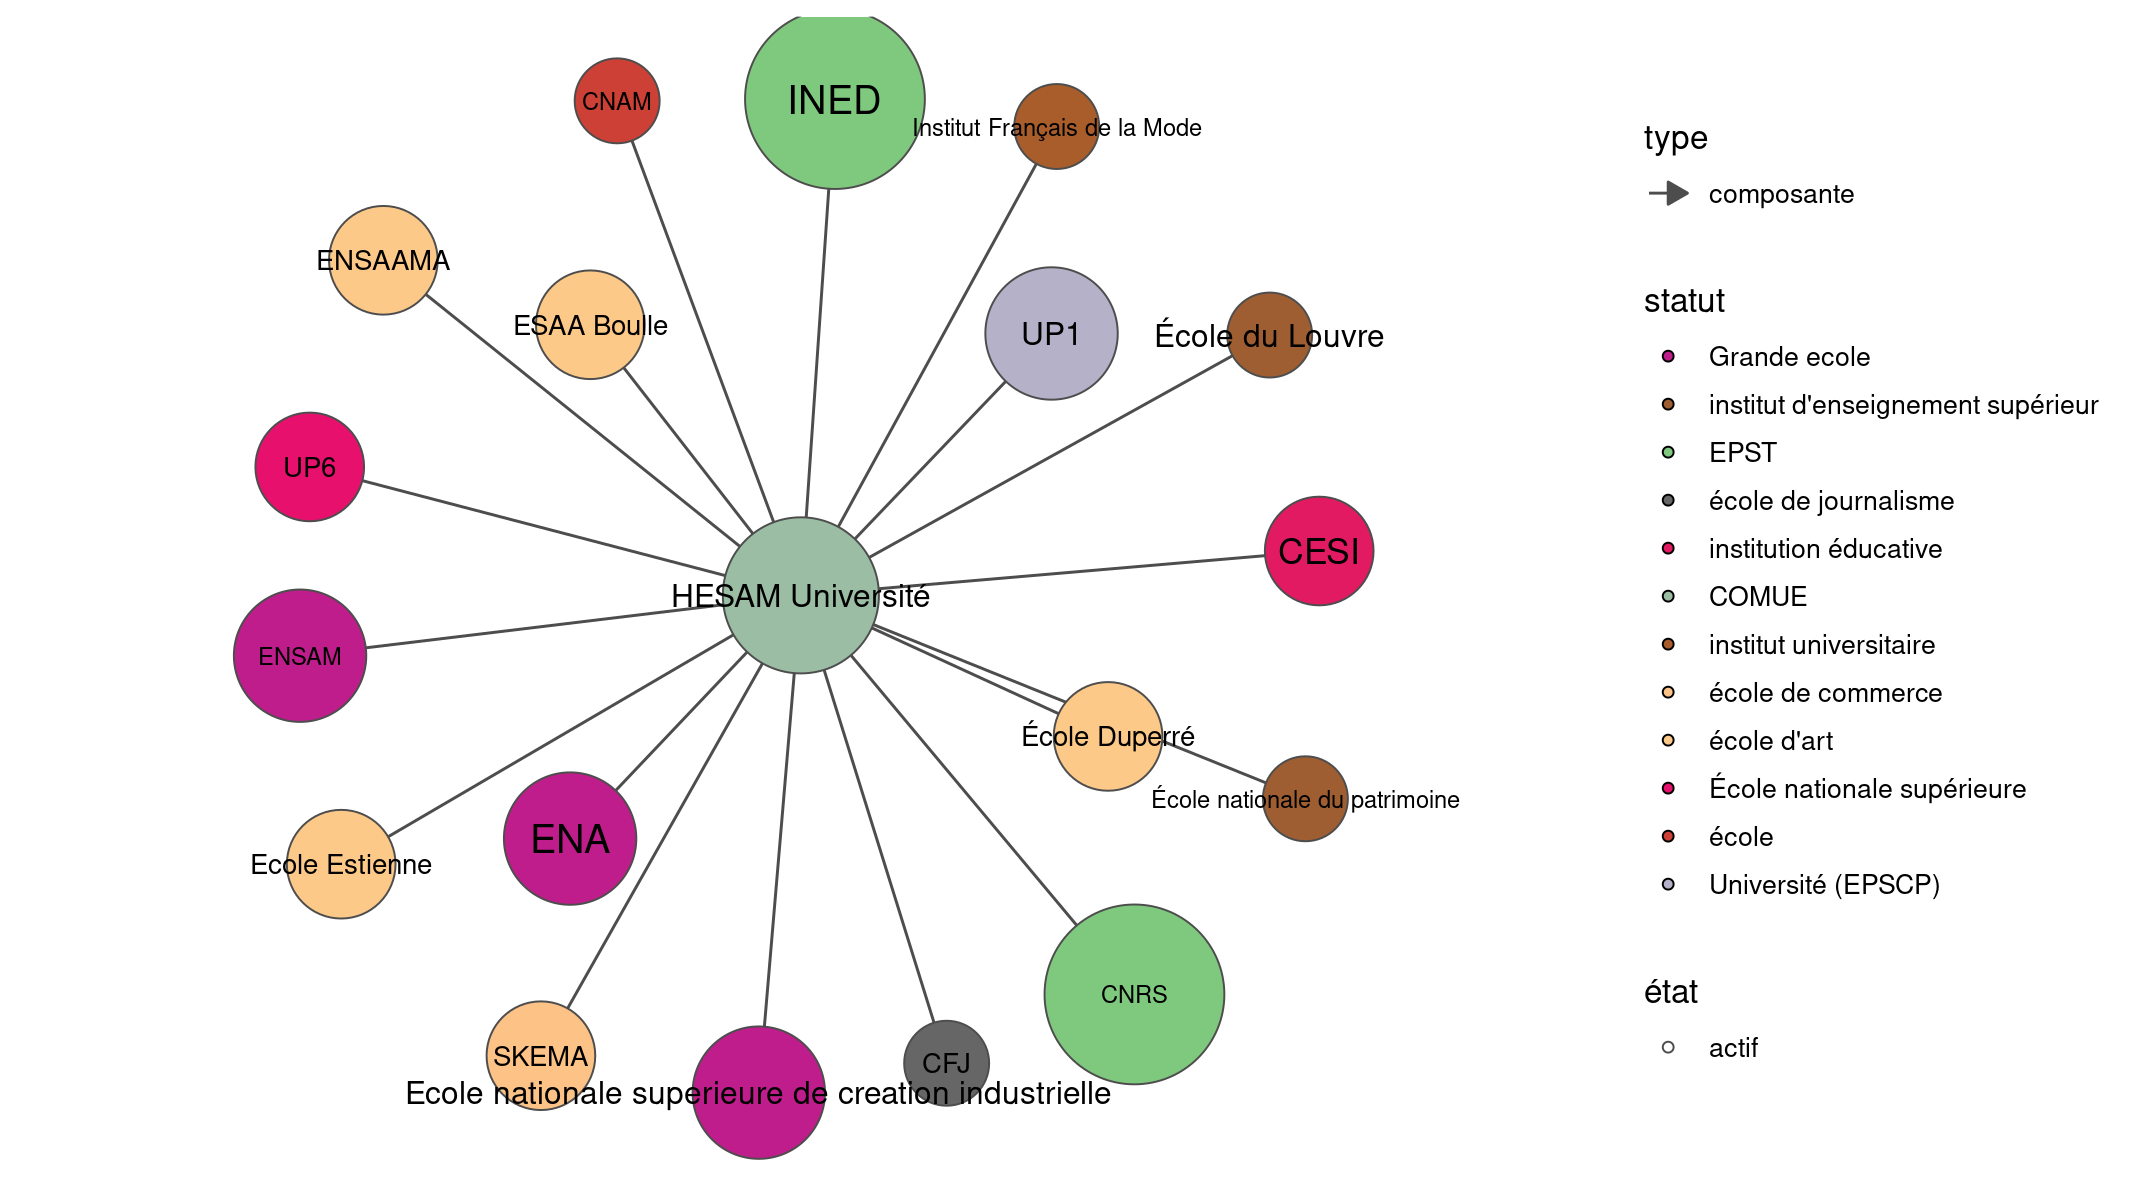 INED
CNAM
Institut Français de la Mode
ENSAAMA
ESAA Boulle
UP1
École du Louvre
UP6
CESI
HESAM Université
ENSAM
École Duperré
École nationale du patrimoine
ENA
Ecole Estienne
CNRS
SKEMA
CFJ
Ecole nationale superieure de creation industrielle
type
composante
statut
Grande ecole
institut d'enseignement supérieur
EPST
école de journalisme
institution éducative
COMUE
institut universitaire
école de commerce
école d'art
École nationale supérieure
école
Université (EPSCP)
état
actif